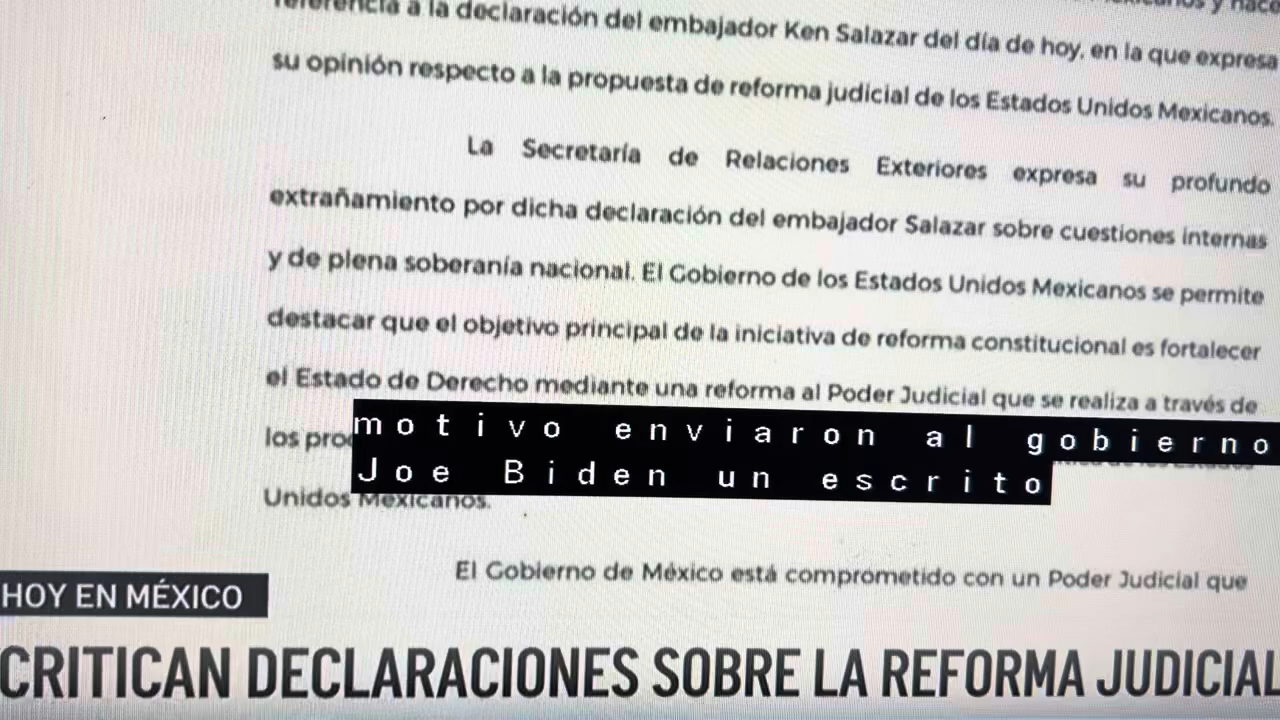 referencia a la declaración del embajador Ken Salazar del día de hoy, en la que expresa
su opinión respecto a la propuesta de reforma judicial de los Estados Unidos Mexicanos.
La Secretaría de Relaciones Exteriores expresa su profundo
extrañamiento por dicha declaración del embajador Salazar sobre cuestiones internas
y de plena soberanía nacional. El Gobierno de los Estados Unidos Mexicanos se permite
destacar que el objetivo principal de la iniciativa de reforma constitucional es fortalecer
el Estado de Derecho mediante una reforma al Poder Judicial que se realiza a través de
los
motivo enviaron al gobierno
Joe Biden un escrito
Unidos Mexicanos.
El Gobierno de México está comprometido con un Poder Judicial que
HOY EN MÉXICO
CRITICAN DECLARACIONES SOBRE LA REFORMA JUDICIAL